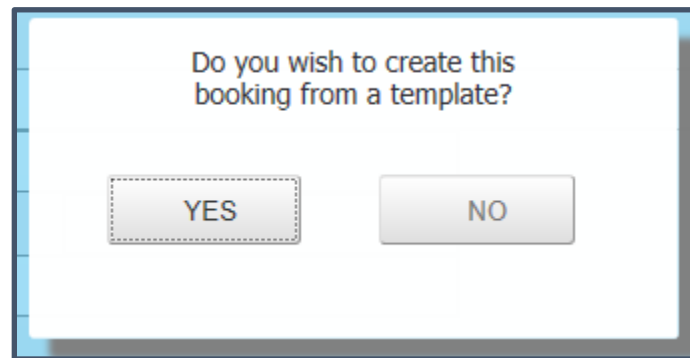 Do you wish to create this
booking from a template?
YES
NO